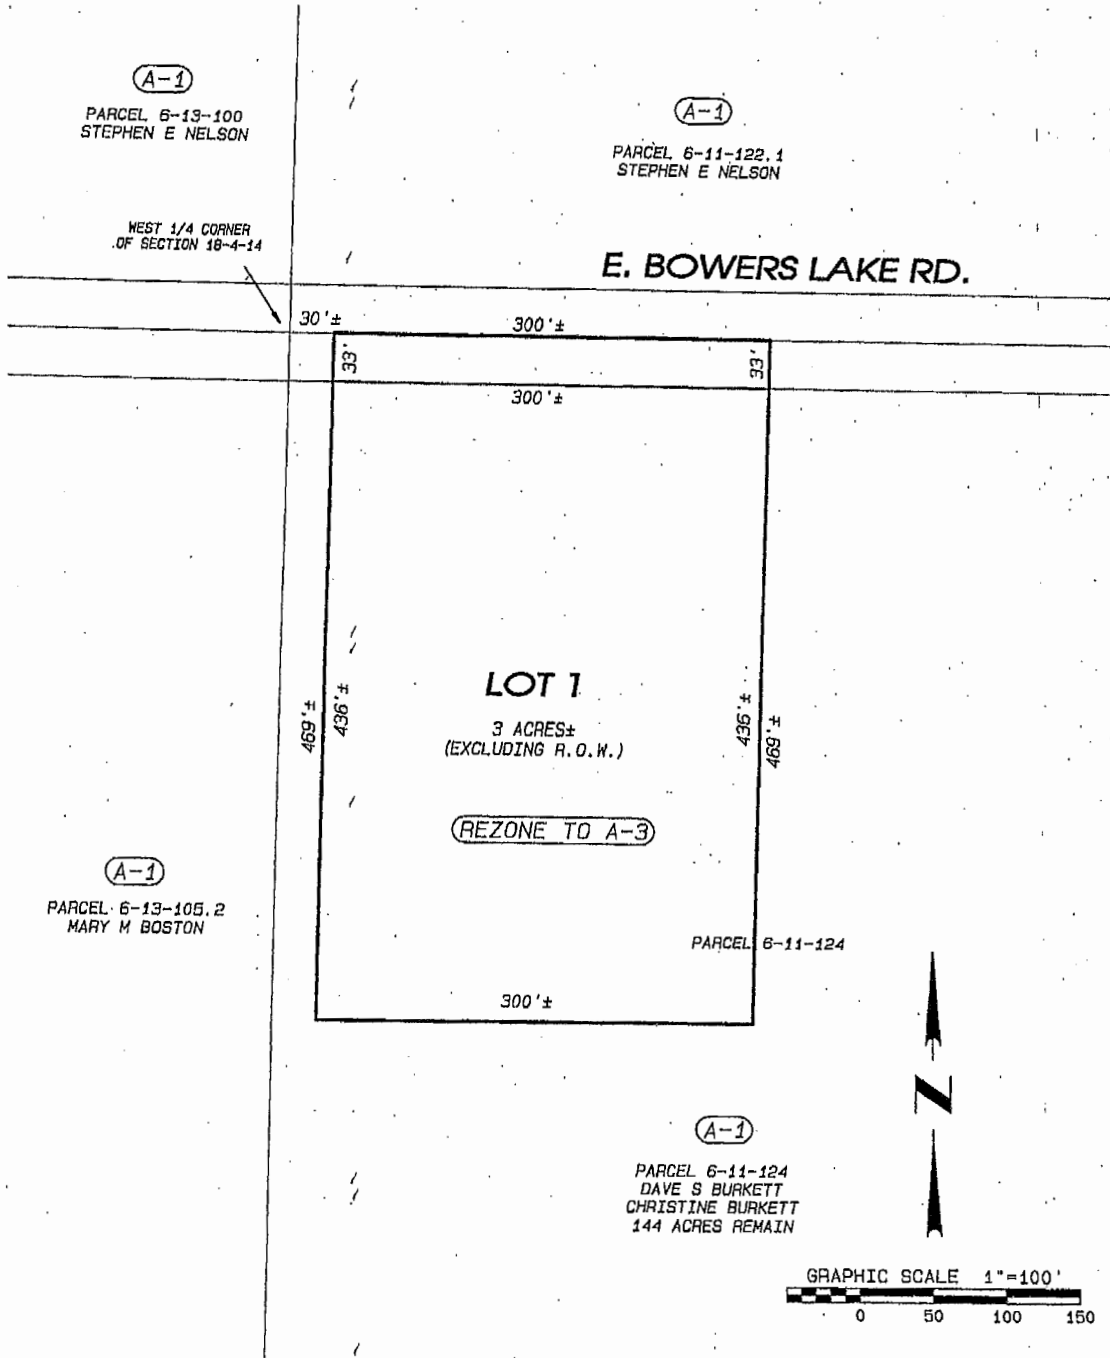 A-1
PARCEL 6-13-100
STEPHEN E NELSON
A-1
PARCEL 6-11-122.1
STEPHEN E NELSON
WEST 1/4 CORNER
OF SECTION 18-4-14
E. BOWERS LAKE RD.
30'±
300'±
33'
33'
300'±
LOT 1
3 ACRES±
(EXCLUDING R.O.W.)
469'±
436'±
436'±
469'±
REZONE TO A-3
A-1
PARCEL 6-13-105.2
MARY M BOSTON
PARCEL 6-11-124
300'±
N
A-1
PARCEL 6-11-124
DAVE S BURKETT
CHRISTINE BURKETT
144 ACRES REMAIN
GRAPHIC SCALE 1"=100'
0 50 100 150